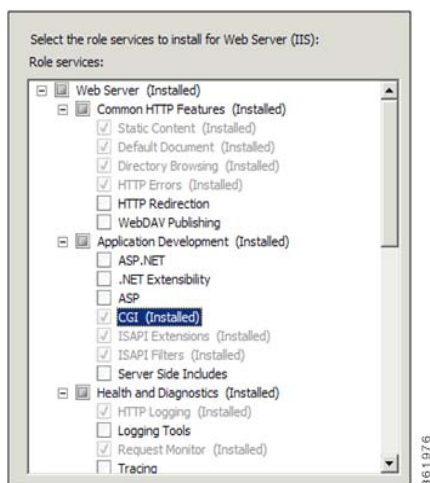 Select the role services to install for Web Server (IIS):
Role services:
Web Server (Installed)
Common HTTP Features (Installed)
Static Content (Installed)
Default Document (Installed)
Directory Browsing (Installed)
HTTP Errors (Installed)
HTTP Redirection
WebDAV Publishing
Application Development (Installed)
ASP.NET
.NET Extensibility
ASP
CGI (Installed)
ISAPI Extensions (Installed)
ISAPI Filters (Installed)
Server Side Includes
Health and Diagnostics (Installed)
HTTP Logging (Installed)
Logging Tools
Request Monitor (Installed)
Tracing
361976